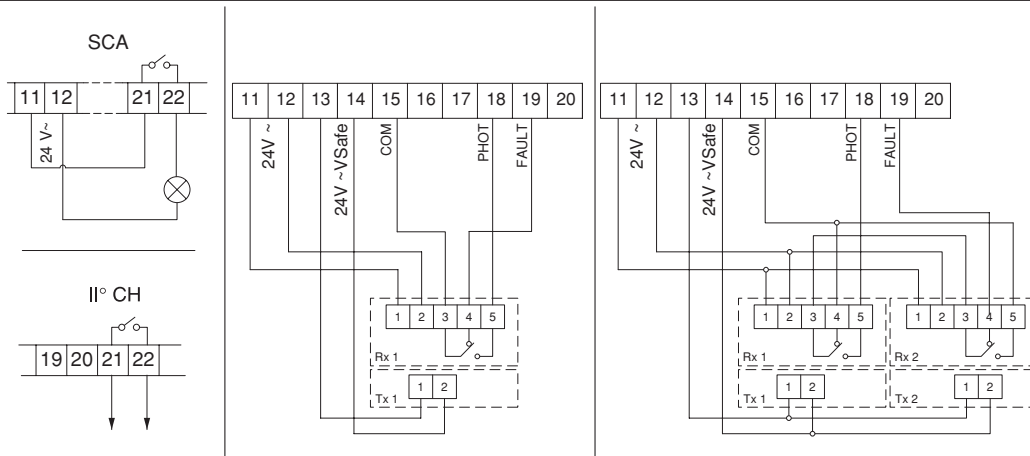 SCA
11 12 21 22
24 V~
II° CH
19 20 21 22
11 12 13 14 15 16 17 18 19 20
24V ~
24V ~ VSafe
COM
PHOT
FAULT
1 2 3 4 5
Rx 1
1 2
Tx 1
11 12 13 14 15 16 17 18 19 20
24V ~
24V ~ VSafe
COM
PHOT
FAULT
1 2 3 4 5
1 2 3 4 5
Rx 1
Rx 2
1 2
1 2
Tx 1
Tx 2